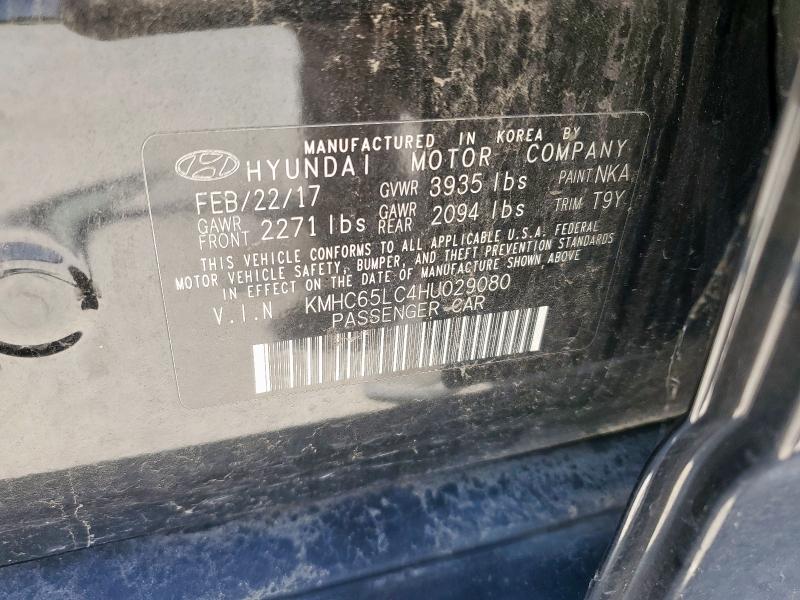 MANUFACTURED IN KOREA BY
HYUNDAI MOTOR COMPANY
FEB/22/17 GVWR 3935 lbs PAINT NKA
GAWR FRONT 2271 lbs GAWR REAR 2094 lbs TRIM T9Y
THIS VEHICLE CONFORMS TO ALL APPLICABLE U.S.A. FEDERAL
MOTOR VEHICLE SAFETY, BUMPER, AND THEFT PREVENTION STANDARDS
IN EFFECT ON THE DATE OF MANUFACTURE SHOWN ABOVE
V.I.N KMHC65LC4HU029080
PASSENGER CAR